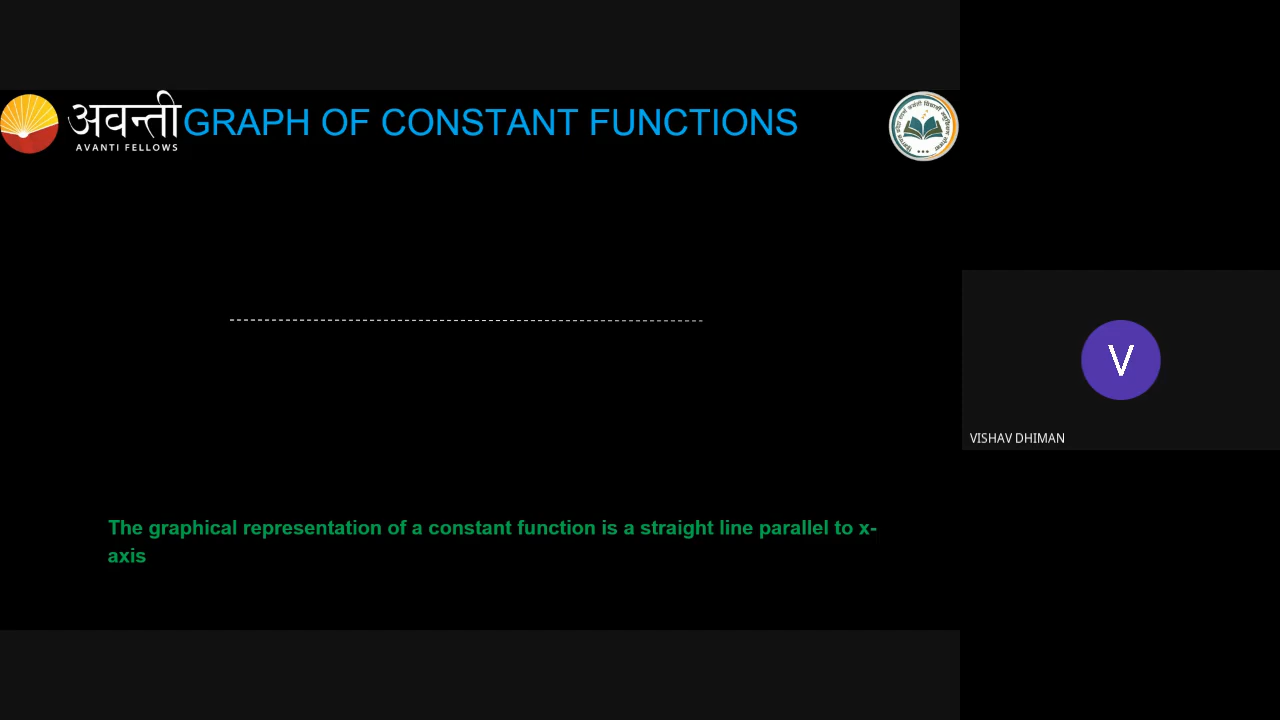 अवन्ती
AVANTI FELLOWS
GRAPH OF CONSTANT FUNCTIONS
V
VISHAV DHIMAN
The graphical representation of a constant function is a straight line parallel to x-
axis